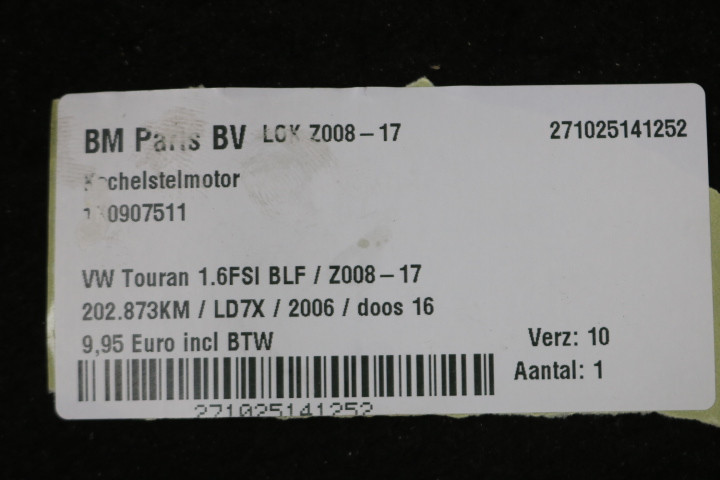 BM Parts BV LOK Z008-17 271025141252
Kachelstelmotor
1K0907511
VW Touran 1.6FSI BLF / Z008-17
202.873KM / LD7X / 2006 / doos 16
9,95 Euro incl BTW
Verz: 10
Aantal: 1
271025141252